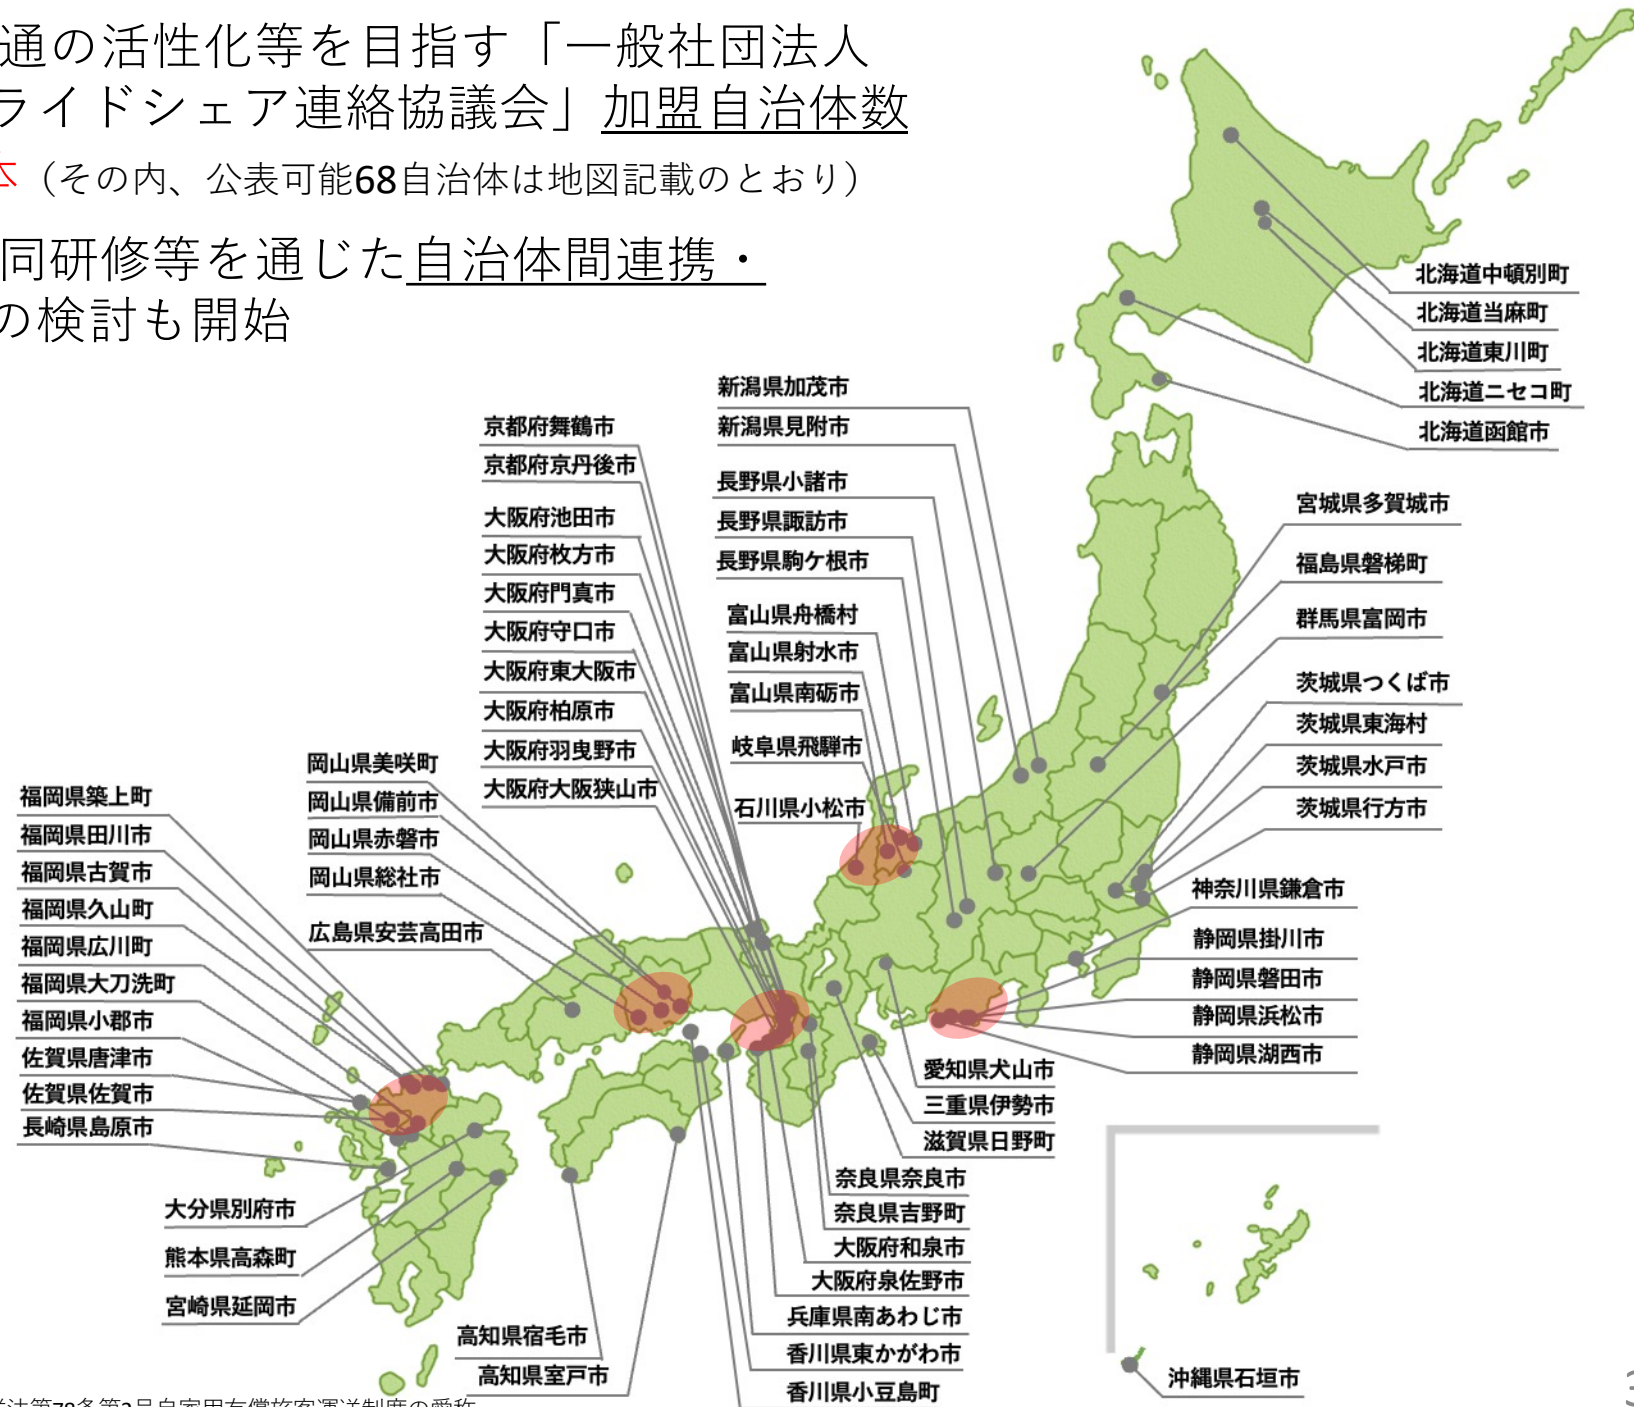 通の活性化等を目指す「一般社団法人
ライドシェア連絡協議会」加盟自治体数
（その内、公表可能68自治体は地図記載のとおり）
同研修等を通じた自治体間連携・
の検討も開始
北海道中頓別町
北海道当麻町
北海道東川町
北海道ニセコ町
北海道函館市
新潟県加茂市
新潟県見附市
長野県小諸市
長野県諏訪市
長野県駒ケ根市
富山県舟橋村
富山県射水市
富山県南砺市
岐阜県飛騨市
石川県小松市
京都府舞鶴市
京都府京丹後市
大阪府池田市
大阪府枚方市
大阪府門真市
大阪府守口市
大阪府東大阪市
大阪府柏原市
大阪府羽曳野市
大阪府大阪狭山市
宮城県多賀城市
福島県磐梯町
群馬県富岡市
茨城県つくば市
茨城県東海村
茨城県水戸市
茨城県行方市
神奈川県鎌倉市
静岡県掛川市
静岡県磐田市
静岡県浜松市
静岡県湖西市
岡山県美咲町
岡山県備前市
岡山県赤磐市
岡山県総社市
広島県安芸高田市
福岡県築上町
福岡県田川市
福岡県古賀市
福岡県久山町
福岡県広川町
福岡県大刀洗町
福岡県小郡市
佐賀県唐津市
佐賀県佐賀市
長崎県島原市
大分県別府市
熊本県高森町
宮崎県延岡市
愛知県犬山市
三重県伊勢市
滋賀県日野町
奈良県奈良市
奈良県吉野町
大阪府和泉市
大阪府泉佐野市
兵庫県南あわじ市
香川県東かがわ市
香川県小豆島町
高知県宿毛市
高知県室戸市
沖縄県石垣市